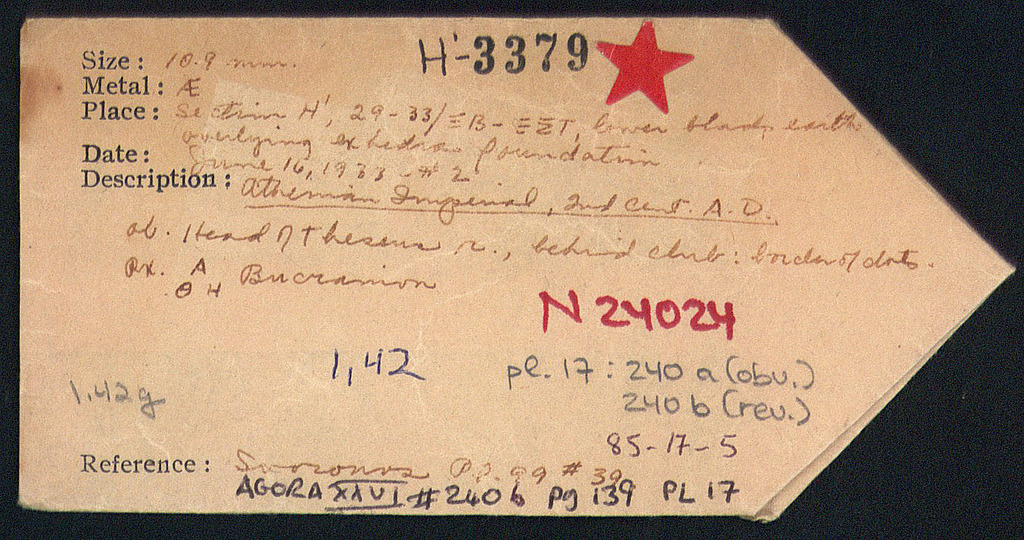 H'-3379
Size : 10.9 mm.
Metal : Æ
Place : Section H', 29-33/ΞΒ-ΞΣΤ, lower black earth
overlying exhedra foundation
Date : June 16, 1933 - # 2
Description : Athenian Imperial, 2nd Cent. A.D.
ob. Head of Theseus r., behind club: border of dots.
Rx. A Bucranion
Θ H
N 24024
1,42
pl. 17 : 240 a (obv.)
1.42g
240 b (rev.)
85-17-5
Reference : Svoronos Pl. 99 # 39
AGORA XXVI # 240 b pg 139 PL 17